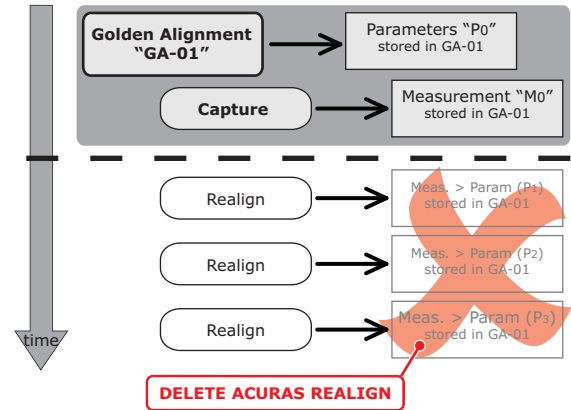 Golden Alignment
“GA-01”
Parameters “P0”
stored in GA-01
Capture
Measurement “M0”
stored in GA-01
Realign
Meas. > Param (P1)
stored in GA-01
Realign
Meas. > Param (P2)
stored in GA-01
Realign
Meas. > Param (P3)
stored in GA-01
time
DELETE ACURAS REALIGN